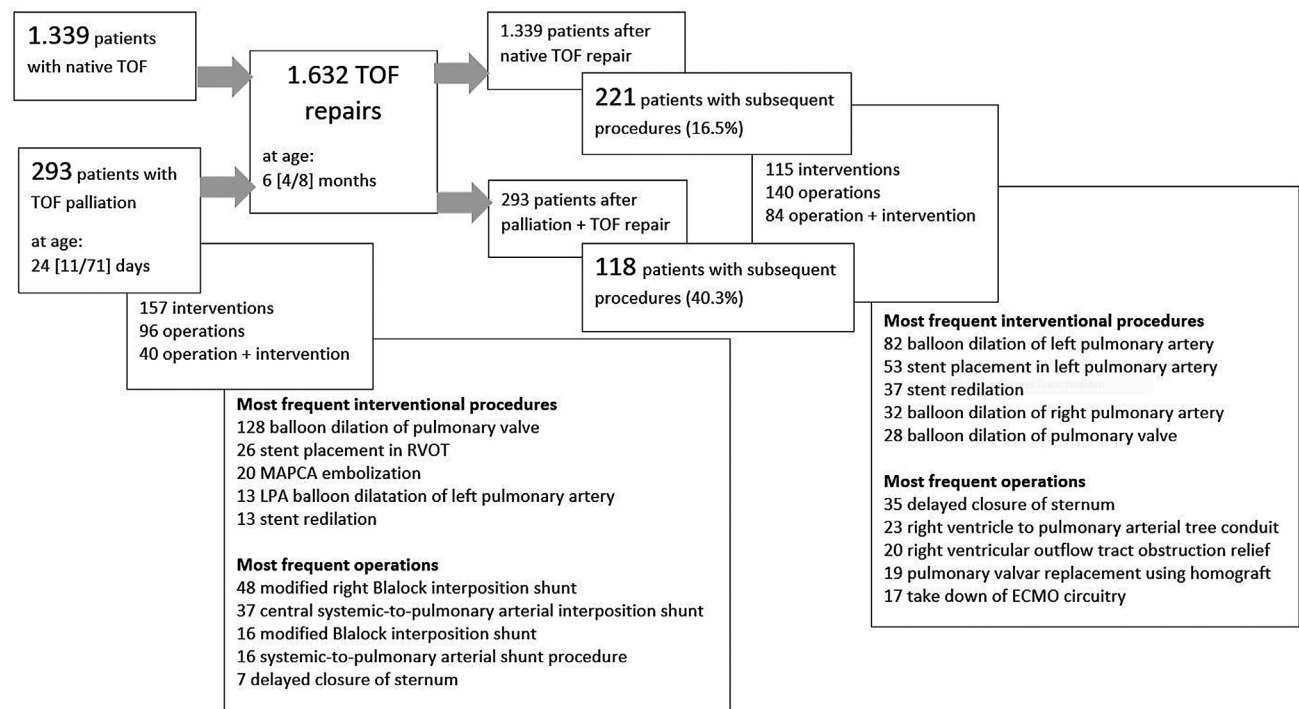 1.339 patients
with native TOF
293 patients with
TOF palliation
at age:
24 [11/71] days
157 interventions
96 operations
40 operation + intervention
Most frequent interventional procedures
128 balloon dilation of pulmonary valve
26 stent placement in RVOT
20 MAPCA embolization
13 LPA balloon dilatation of left pulmonary artery
13 stent redilation
Most frequent operations
48 modified right Blalock interposition shunt
37 central systemic-to-pulmonary arterial interposition shunt
16 modified Blalock interposition shunt
16 systemic-to-pulmonary arterial shunt procedure
7 delayed closure of sternum
1.632 TOF
repairs
at age:
6 [4/8] months
1.339 patients after
native TOF repair
221 patients with subsequent
procedures (16.5%)
293 patients after
palliation + TOF repair
118 patients with subsequent
procedures (40.3%)
115 interventions
140 operations
84 operation + intervention
Most frequent interventional procedures
82 balloon dilation of left pulmonary artery
53 stent placement in left pulmonary artery
37 stent redilation
32 balloon dilation of right pulmonary artery
28 balloon dilation of pulmonary valve
Most frequent operations
35 delayed closure of sternum
23 right ventricle to pulmonary arterial tree conduit
20 right ventricular outflow tract obstruction relief
19 pulmonary valvar replacement using homograft
17 take down of ECMO circuitry